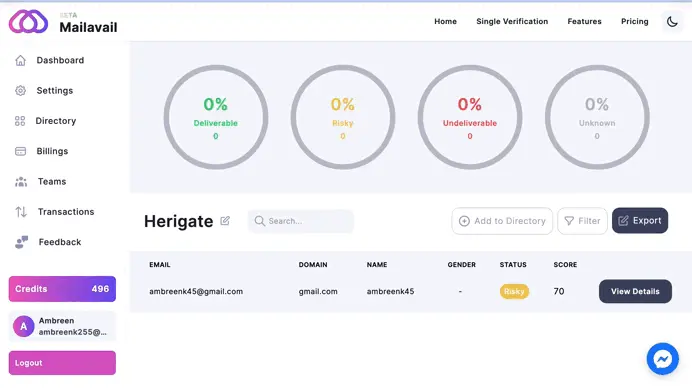 BETA
Mailavail
Home Single Verification Features Pricing
Dashboard
Settings
Directory
Billings
Teams
Transactions
Feedback
Credits 496
A
Ambreen
ambreenk255@...
Logout
0% 0% 0% 0%
Deliverable Risky Undeliverable Unknown
0 0 0 0
Herigate Search... Add to Directory Filter Export
EMAIL DOMAIN NAME GENDER STATUS SCORE
ambreenk45@gmail.com gmail.com ambreenk45 - Risky 70 View Details